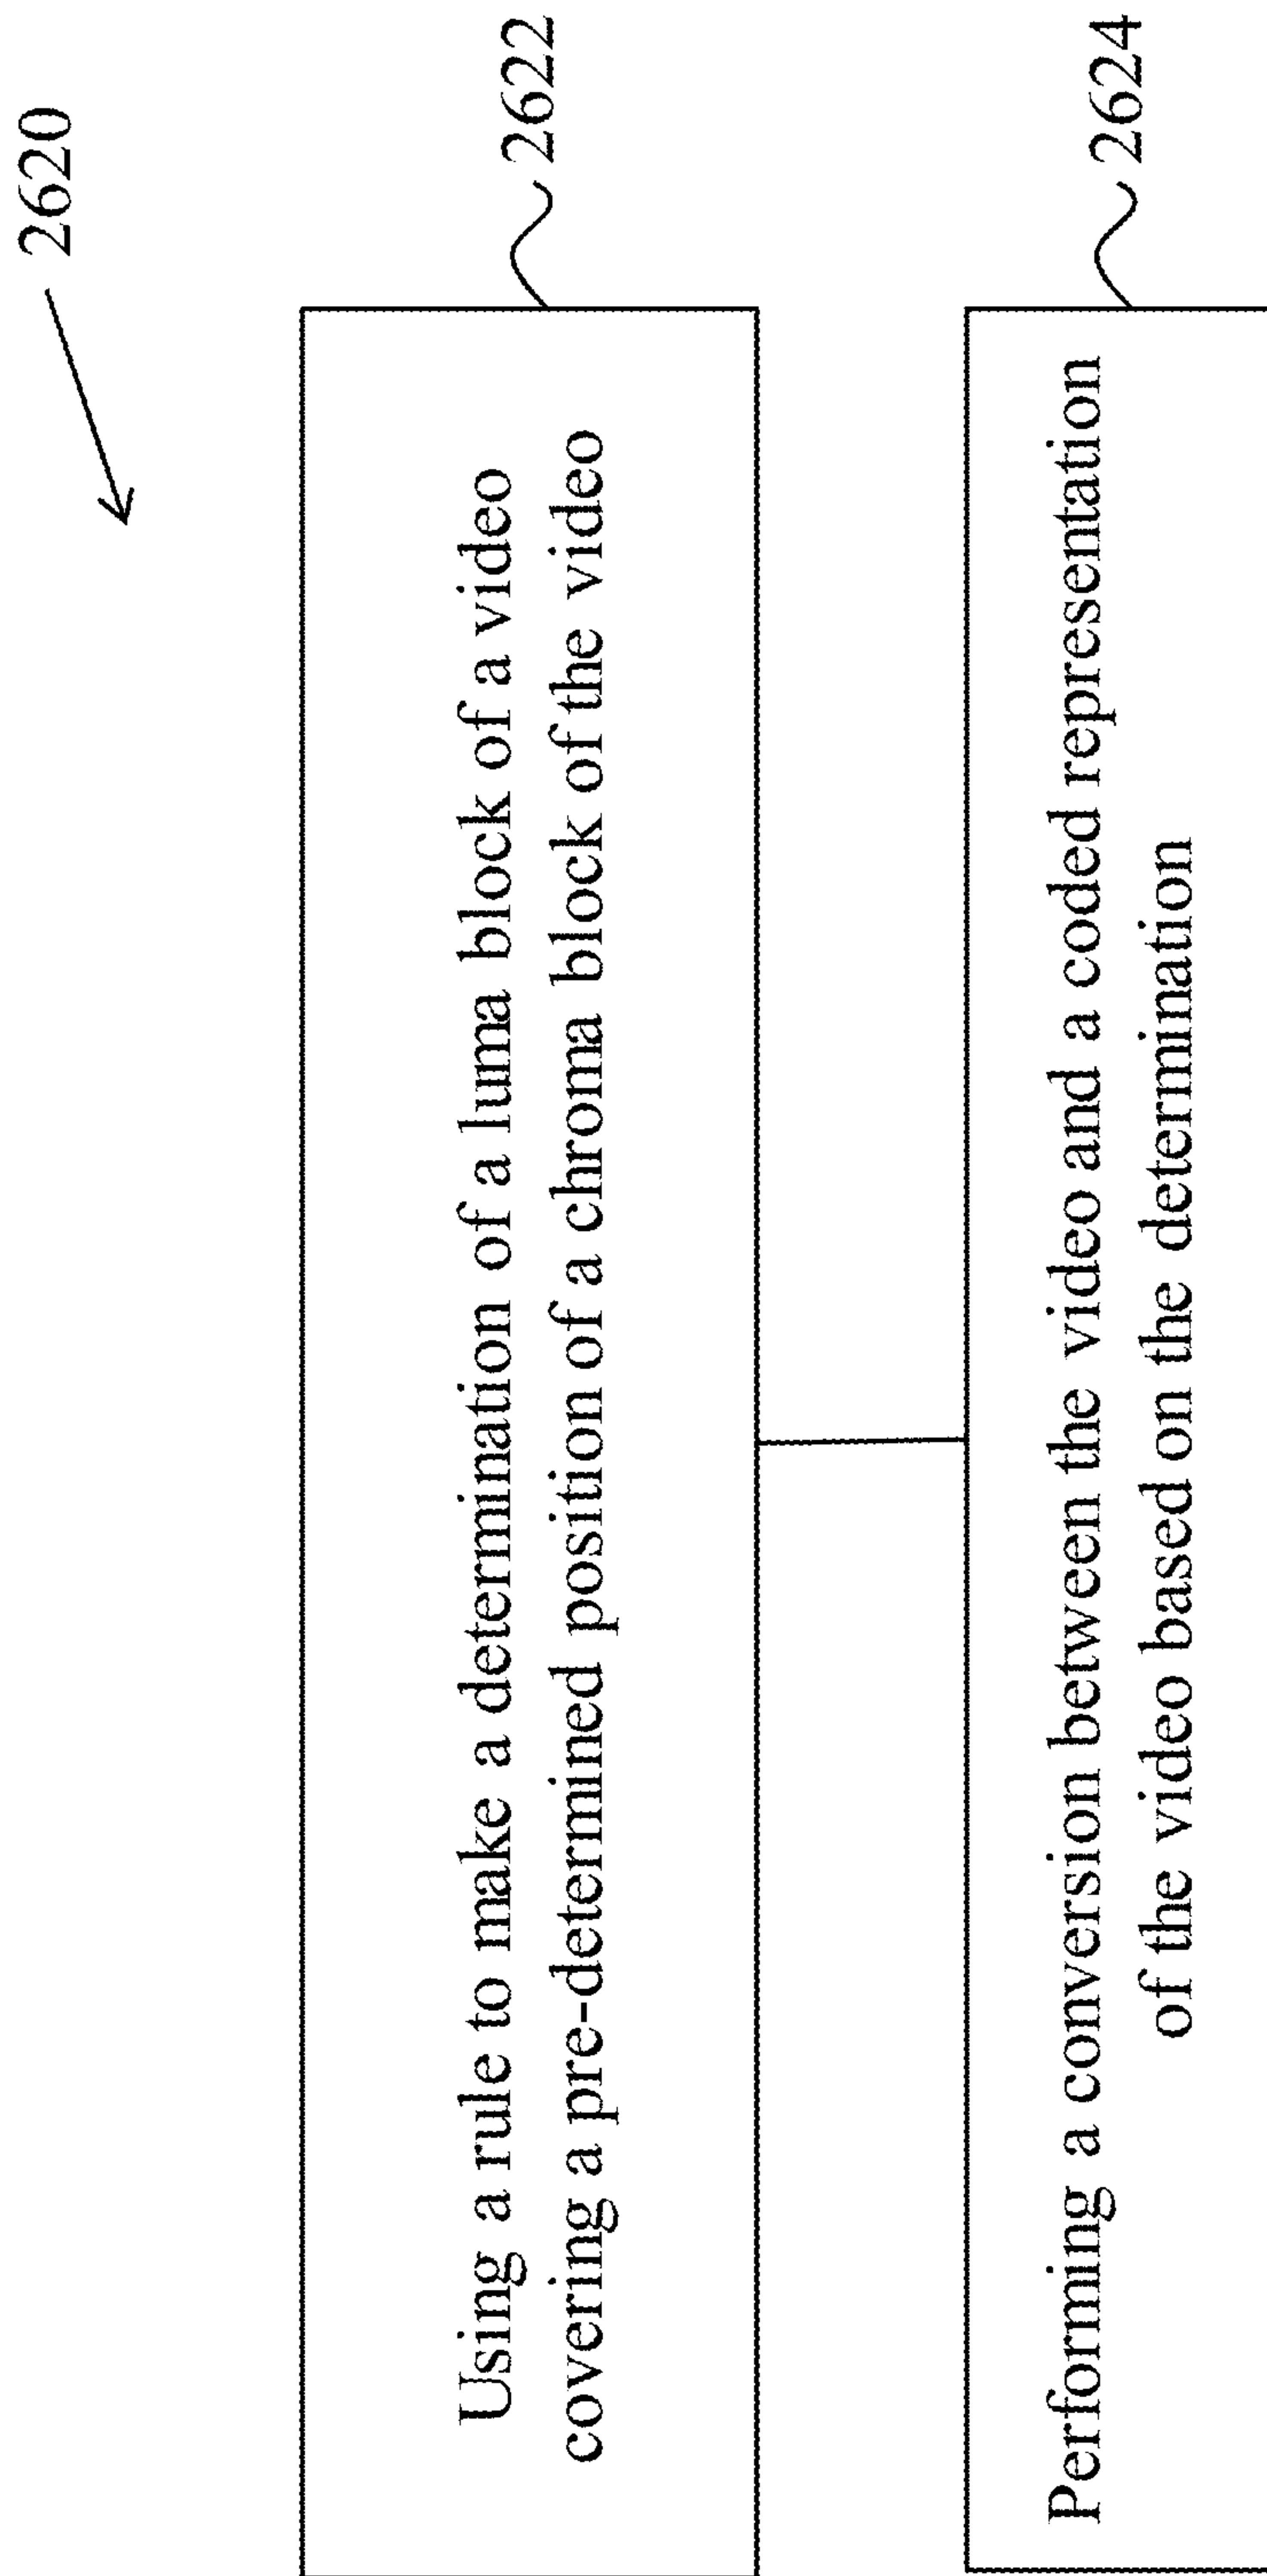 2620
Using a rule to make a determination of a luma block of a video
covering a pre-determined position of a chroma block of the video
2622
Performing a conversion between the video and a coded representation
of the video based on the determination
2624